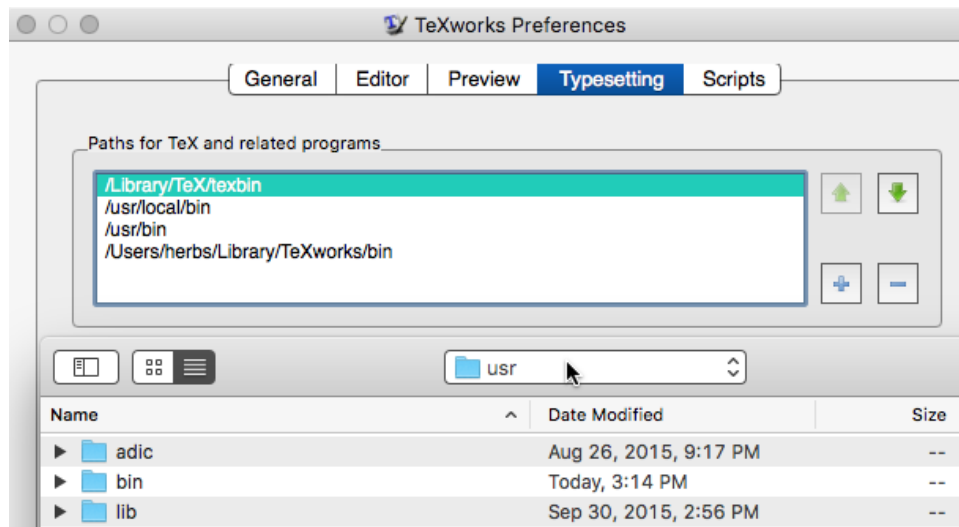 TeXworks Preferences
General Editor Preview Typesetting Scripts
Paths for TeX and related programs
/Library/TeX/texbin
/usr/local/bin
/usr/bin
/Users/herbs/Library/TeXworks/bin
usr
Name Date Modified Size
adic Aug 26, 2015, 9:17 PM --
bin Today, 3:14 PM --
lib Sep 30, 2015, 2:56 PM --